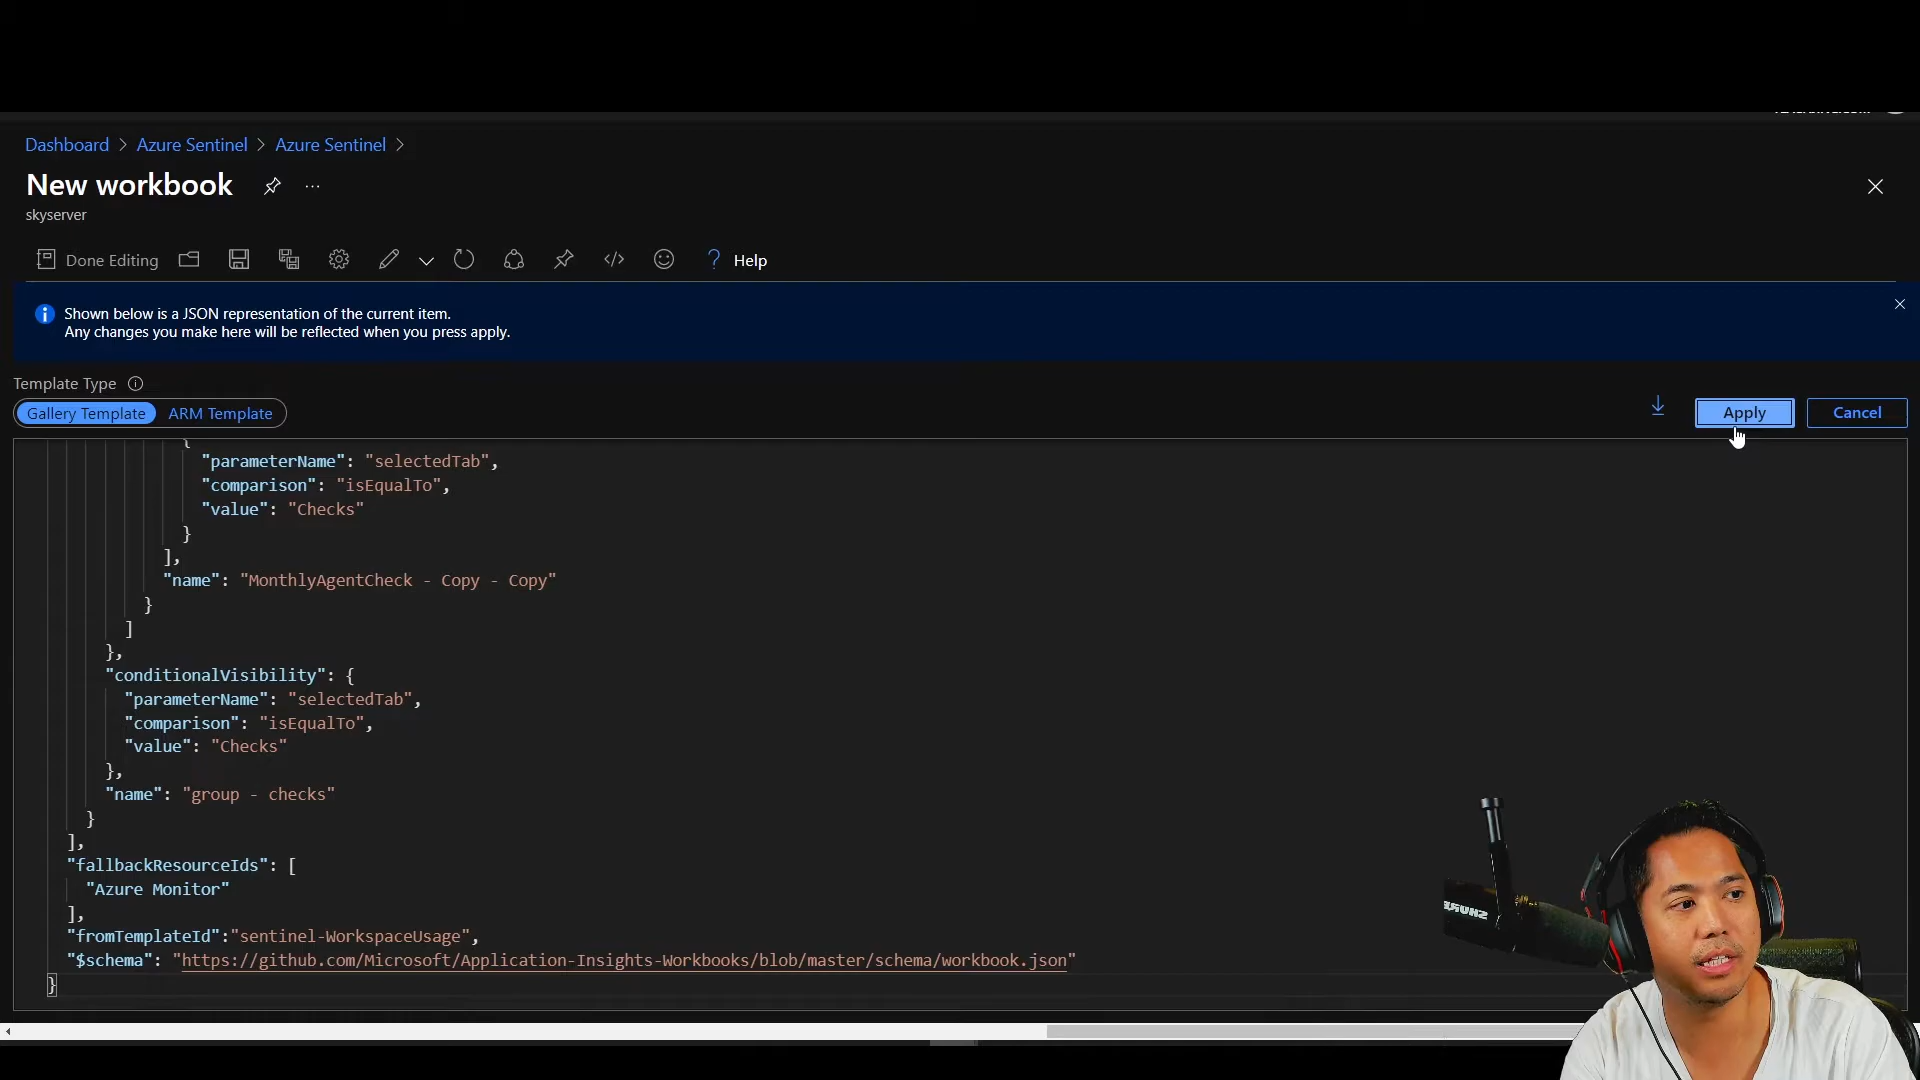 Dashboard > Azure Sentinel > Azure Sentinel >
New workbook
skyserver
Done Editing
? Help
Shown below is a JSON representation of the current item.
Any changes you make here will be reflected when you press apply.
Template Type
Gallery Template ARM Template
Apply Cancel
{
"parameterName": "selectedTab",
"comparison": "isEqualTo",
"value": "Checks"
}
],
"name": "MonthlyAgentCheck - Copy - Copy"
}
]
},
"conditionalVisibility": {
"parameterName": "selectedTab",
"comparison": "isEqualTo",
"value": "Checks"
},
"name": "group - checks"
}
],
"fallbackResourceIds": [
"Azure Monitor"
],
"fromTemplateId":"sentinel-WorkspaceUsage",
"$schema": "https://github.com/Microsoft/Application-Insights-Workbooks/blob/master/schema/workbook.json"
}
SHURE